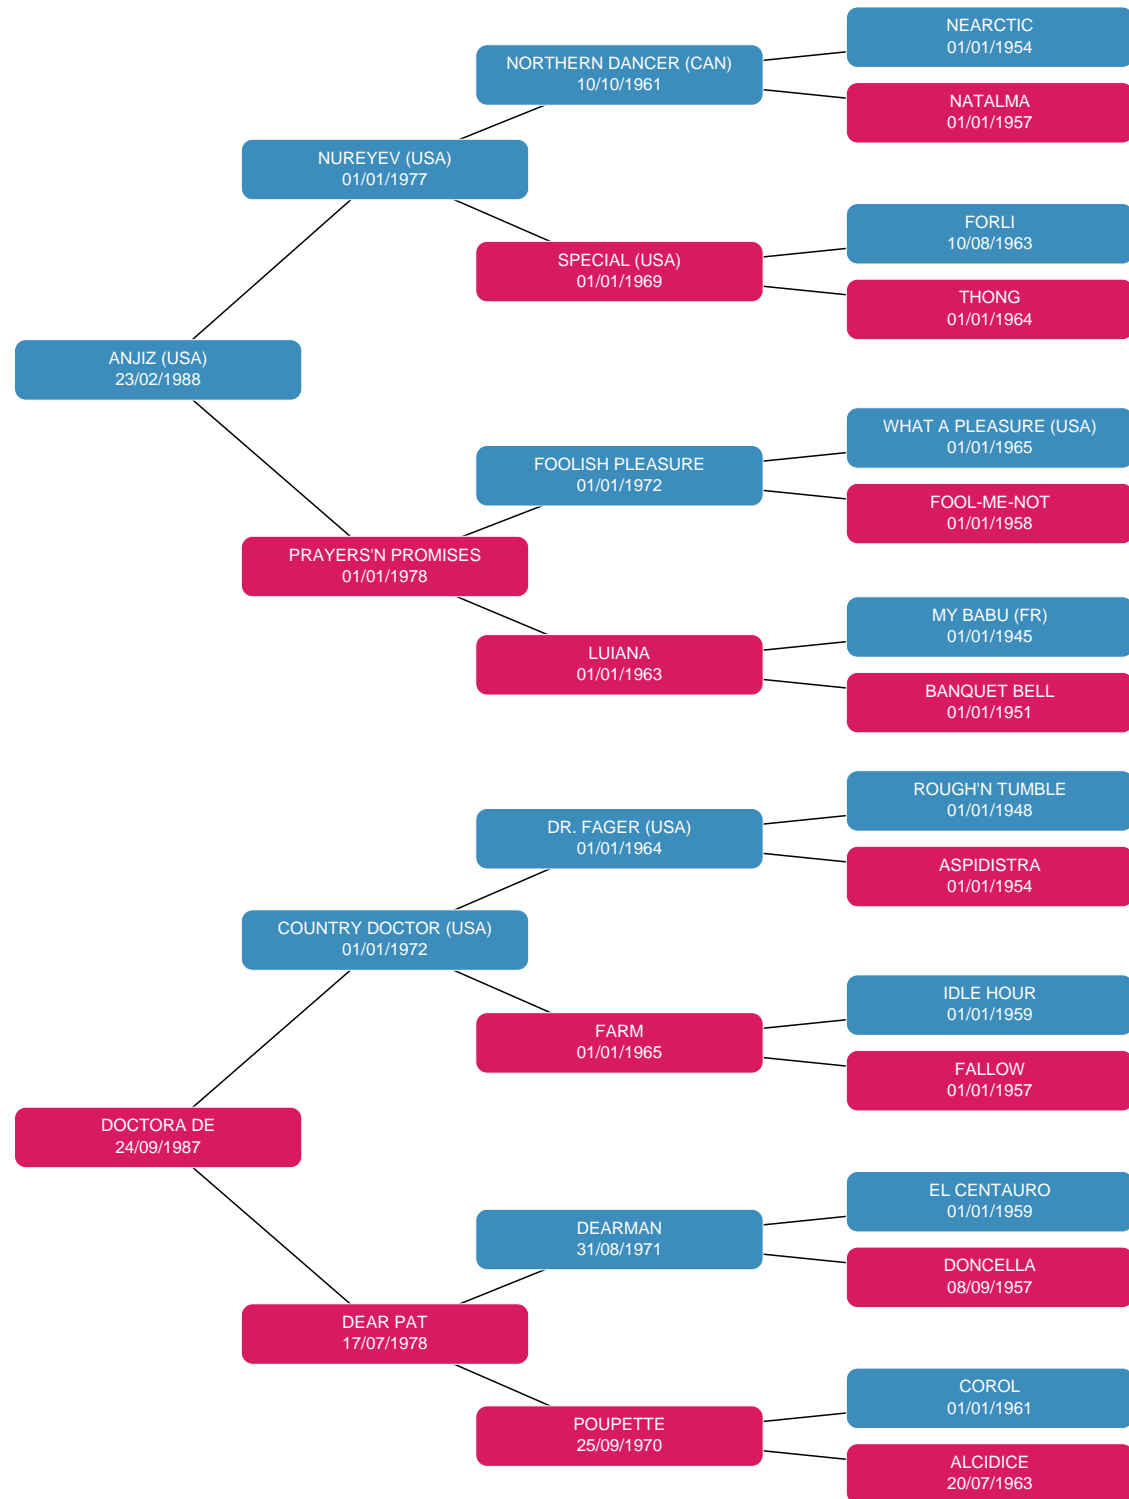 NEARCTIC
01/01/1954
NORTHERN DANCER (CAN)
10/10/1961
NATALMA
01/01/1957
NUREYEV (USA)
01/01/1977
FORLI
10/08/1963
SPECIAL (USA)
01/01/1969
THONG
01/01/1964
ANJIZ (USA)
23/02/1988
WHAT A PLEASURE (USA)
01/01/1965
FOOLISH PLEASURE
01/01/1972
FOOL-ME-NOT
01/01/1958
PRAYERS'N PROMISES
01/01/1978
MY BABU (FR)
01/01/1945
LUIANA
01/01/1963
BANQUET BELL
01/01/1951
ROUGH'N TUMBLE
01/01/1948
DR. FAGER (USA)
01/01/1964
ASPIDISTRA
01/01/1954
COUNTRY DOCTOR (USA)
01/01/1972
IDLE HOUR
01/01/1959
FARM
01/01/1965
FALLOW
01/01/1957
DOCTORA DE
24/09/1987
EL CENTAURO
01/01/1959
DEARMAN
31/08/1971
DONCELLA
08/09/1957
DEAR PAT
17/07/1978
COROL
01/01/1961
POUPETTE
25/09/1970
ALCIDICE
20/07/1963